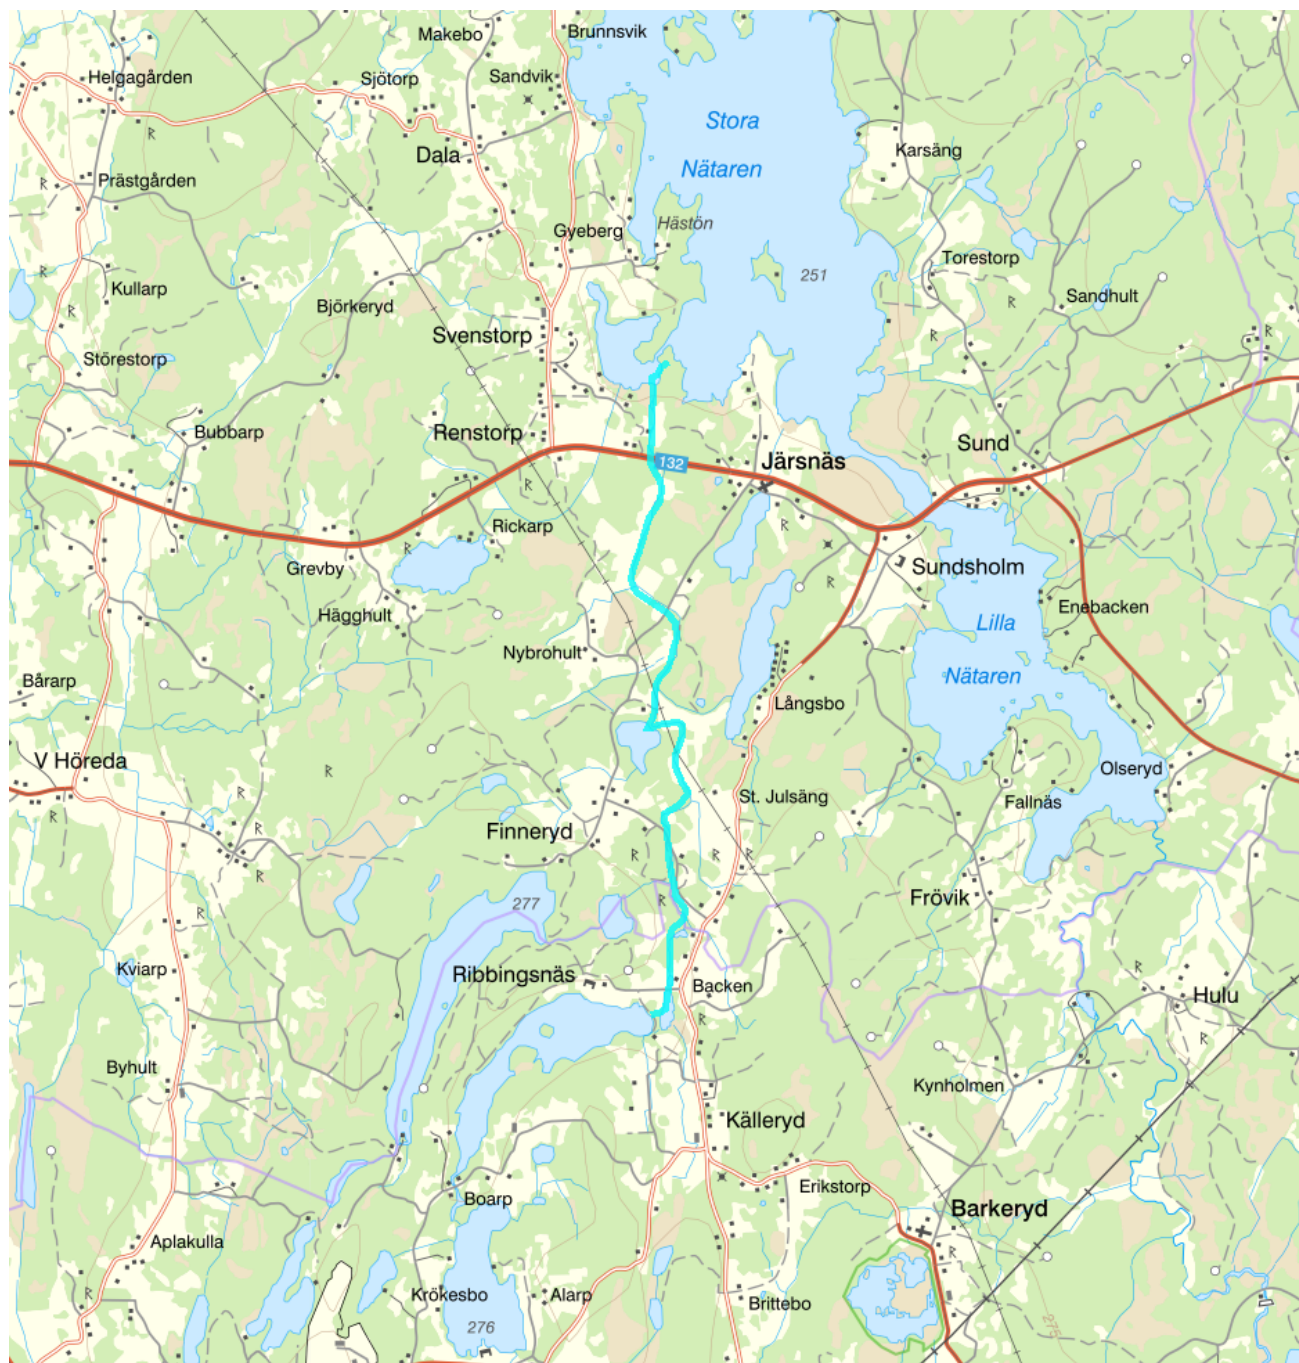 Makebo
Brunnsvik
Helgagården
Sjötorp
Sandvik
Stora
Nätaren
Dala
Karsäng
R
Prästgården
R
Hästön
Gyeberg
Torestorp
251
R
Kullarp
Björkeryd
Sandhult
R
R
Svenstorp
R
R
Störestorp
Bubbarp
Renstorp
Sund
132
Järsnäs
Rickarp
R
Grevby
Sundsholm
R
Hägghult
Enebacken
Lilla
Nybrohult
Nätaren
Bårarp
Långsbo
V Höreda
R
Olseryd
St. Julsäng
Fallnäs
R
R
Finneryd
R
R
R
R
R
Frövik
277
R
R
Kviarp
Ribbingsnäs
R
Backen
Hulu
R
R
Byhult
Kynholmen
Källeryd
Boarp
Erikstorp
Barkeryd
Aplakulla
R
R
Krökesbo
Alarp
Brittebo
276
275